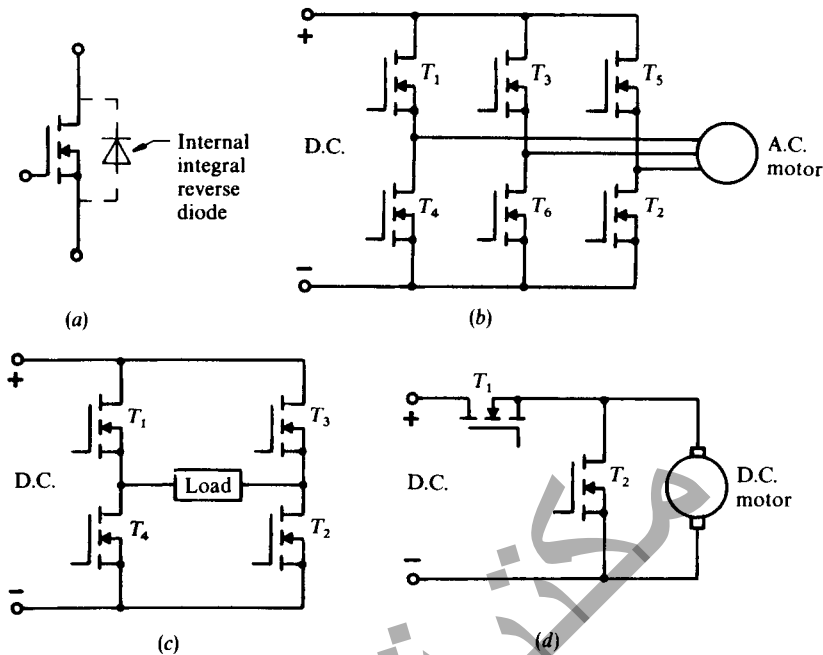 +
T1
T3
T5
D.C.
A.C.
motor
T4
T6
T2
−
Internal
integral
reverse
diode
(a)
(b)
+
T1
T3
D.C.
Load
T4
T2
−
(c)
+
T1
D.C.
T2
D.C.
motor
−
(d)